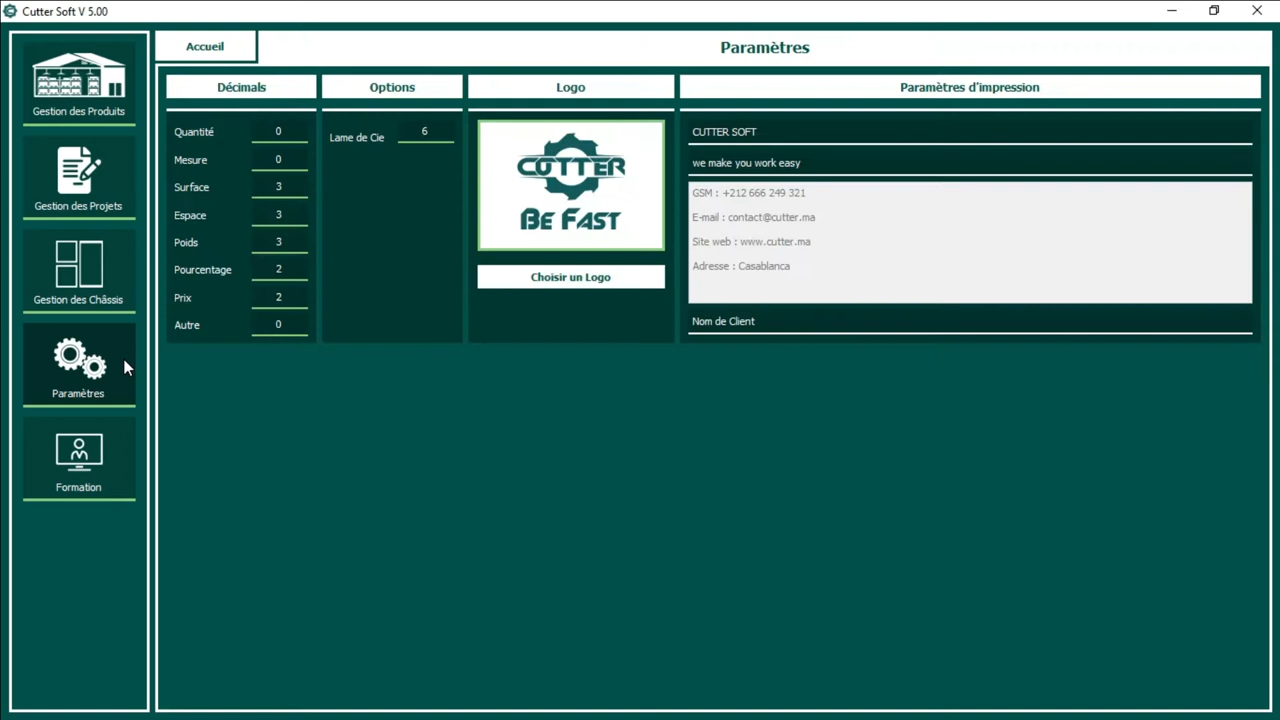 Cutter Soft V 5.00
Gestion des Produits
Gestion des Projets
Gestion des Châssis
Paramètres
Formation
Accueil
Paramètres
Décimals
Quantité 0
Mesure 0
Surface 3
Espace 3
Poids 3
Pourcentage 2
Prix 2
Autre 0
Options
Lame de Cie 6
Logo
CUTTER
BE FAST
Choisir un Logo
Paramètres d'impression
CUTTER SOFT
we make you work easy
GSM : +212 666 249 321
E-mail : contact@cutter.ma
Site web : www.cutter.ma
Adresse : Casablanca
Nom de Client